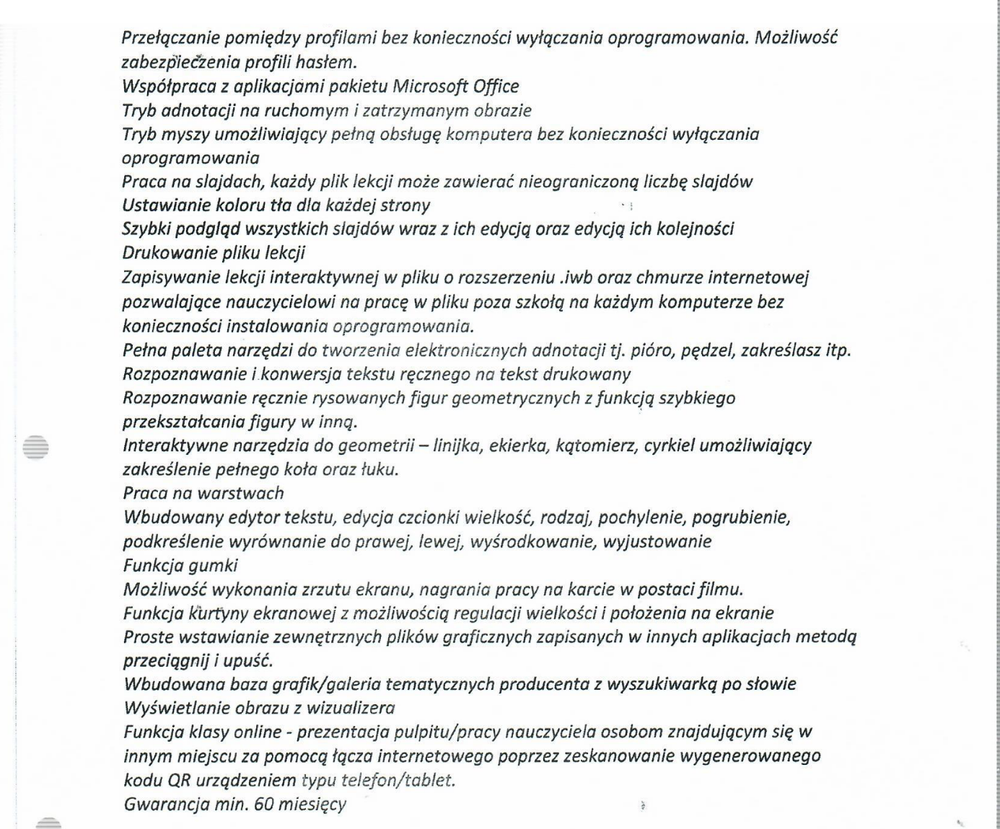 Przełączanie pomiędzy profilami bez konieczności wyłączania oprogramowania. Możliwość
zabezpieczenia profili hasłem.
Współpraca z aplikacjami pakietu Microsoft Office
Tryb adnotacji na ruchomym i zatrzymanym obrazie
Tryb myszy umożliwiający pełną obsługę komputera bez konieczności wyłączania
oprogramowania
Praca na slajdach, każdy plik lekcji może zawierać nieograniczoną liczbę slajdów
Ustawianie koloru tła dla każdej strony
Szybki podgląd wszystkich slajdów wraz z ich edycją oraz edycją ich kolejności
Drukowanie pliku lekcji
Zapisywanie lekcji interaktywnej w pliku o rozszerzeniu .iwb oraz chmurze internetowej
pozwalające nauczycielowi na pracę w pliku poza szkołą na każdym komputerze bez
konieczności instalowania oprogramowania.
Pełna paleta narzędzi do tworzenia elektronicznych adnotacji tj. pióro, pędzel, zakreślasz itp.
Rozpoznawanie i konwersja tekstu ręcznego na tekst drukowany
Rozpoznawanie ręcznie rysowanych figur geometrycznych z funkcją szybkiego
przekształcania figury w inną.
Interaktywne narzędzia do geometrii – linijka, ekierka, kątomierz, cyrkiel umożliwiający
zakreślenie pełnego koła oraz łuku.
Praca na warstwach
Wbudowany edytor tekstu, edycja czcionki wielkość, rodzaj, pochylenie, pogrubienie,
podkreślenie wyrównanie do prawej, lewej, wyśrodkowanie, wyjustowanie
Funkcja gumki
Możliwość wykonania zrzutu ekranu, nagrania pracy na karcie w postaci filmu.
Funkcja kurtyny ekranowej z możliwością regulacji wielkości i położenia na ekranie
Proste wstawianie zewnętrznych plików graficznych zapisanych w innych aplikacjach metodą
przeciągnij i upuść.
Wbudowana baza grafik/galeria tematycznych producenta z wyszukiwarką po słowie
Wyświetlanie obrazu z wizualizera
Funkcja klasy online - prezentacja pulpitu/pracy nauczyciela osobom znajdującym się w
innym miejscu za pomocą łącza internetowego poprzez zeskanowanie wygenerowanego
kodu QR urządzeniem typu telefon/tablet.
Gwarancja min. 60 miesięcy